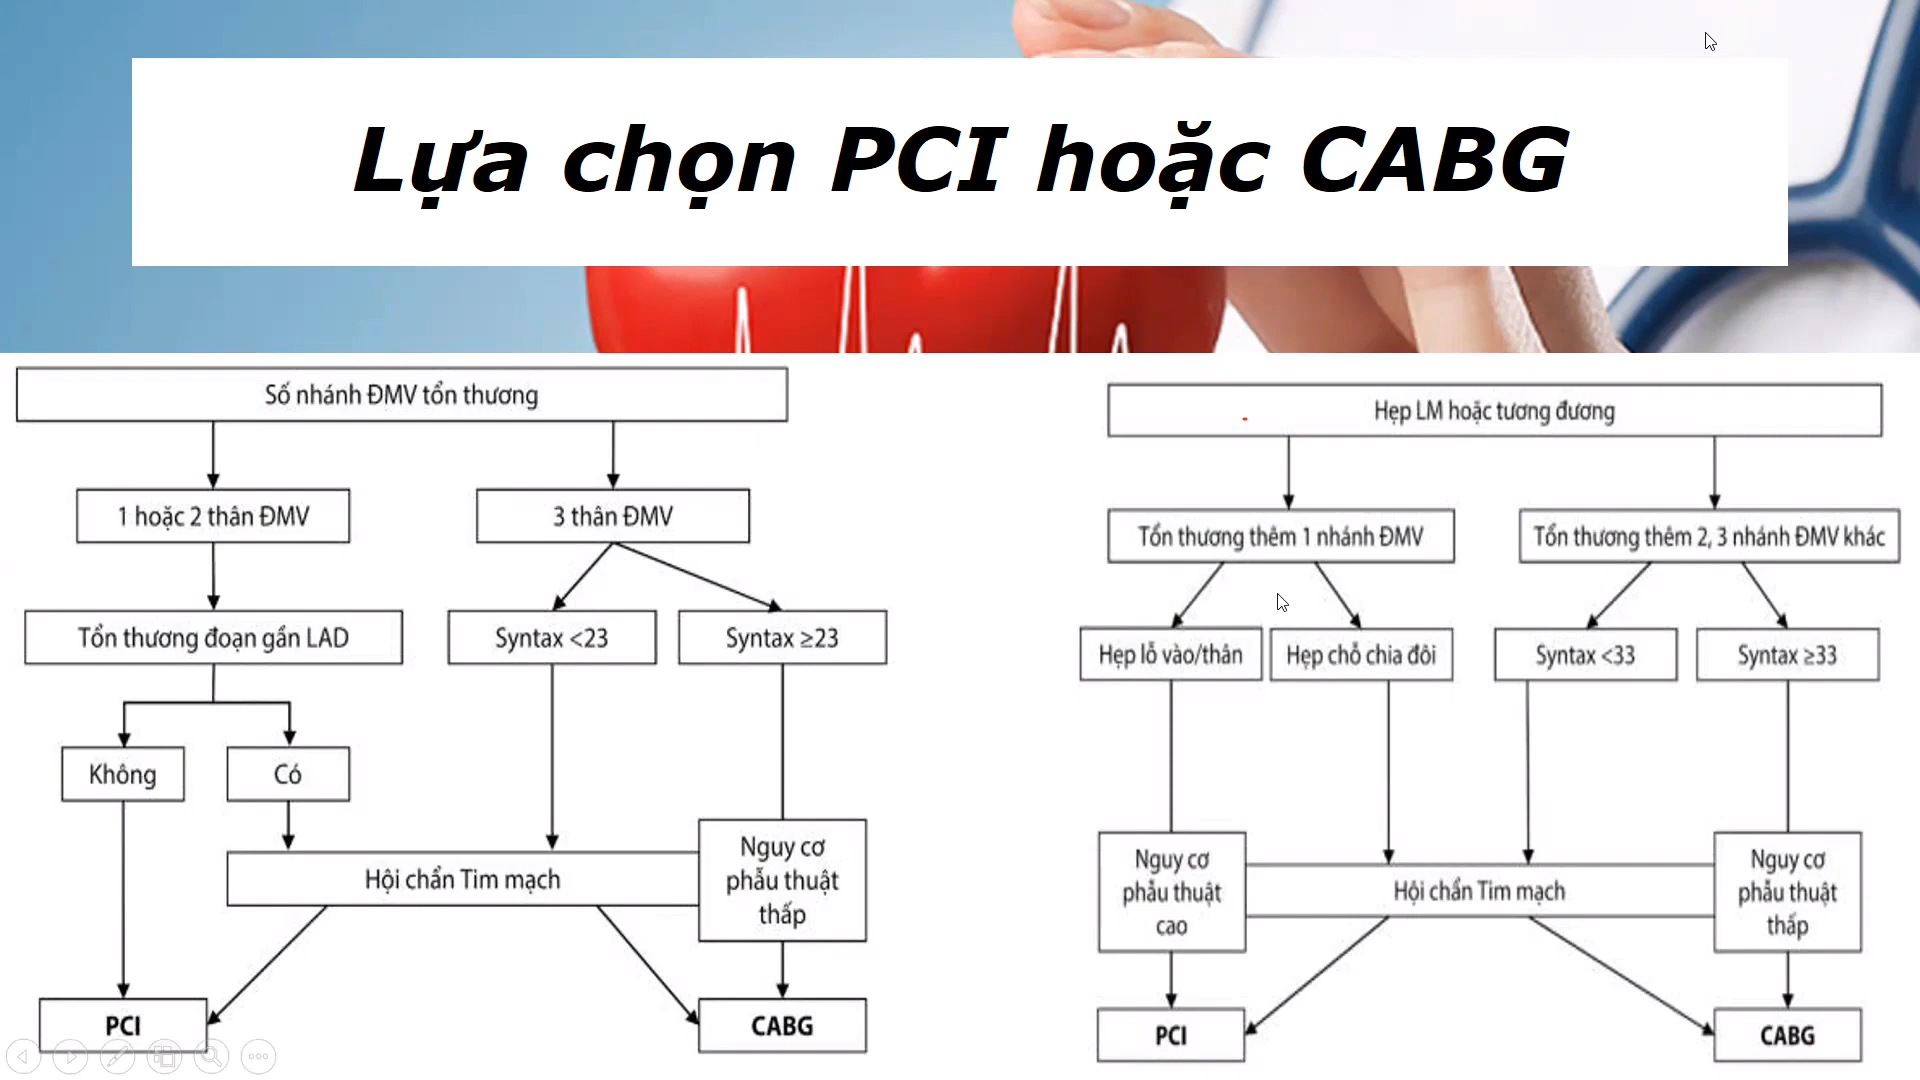 Lựa chọn PCI hoặc CABG
Số nhánh ĐMV tổn thương
1 hoặc 2 thân ĐMV
3 thân ĐMV
Tổn thương đoạn gần LAD
Syntax <23
Syntax ≥23
Không
Có
Hội chẩn Tim mạch
Nguy cơ
phẫu thuật
thấp
PCI
CABG
Hẹp LM hoặc tương đương
Tổn thương thêm 1 nhánh ĐMV
Tổn thương thêm 2, 3 nhánh ĐMV khác
Hẹp lỗ vào/thân
Hẹp chỗ chia đôi
Syntax <33
Syntax ≥33
Nguy cơ
phẫu thuật
cao
Hội chẩn Tim mạch
Nguy cơ
phẫu thuật
thấp
PCI
CABG